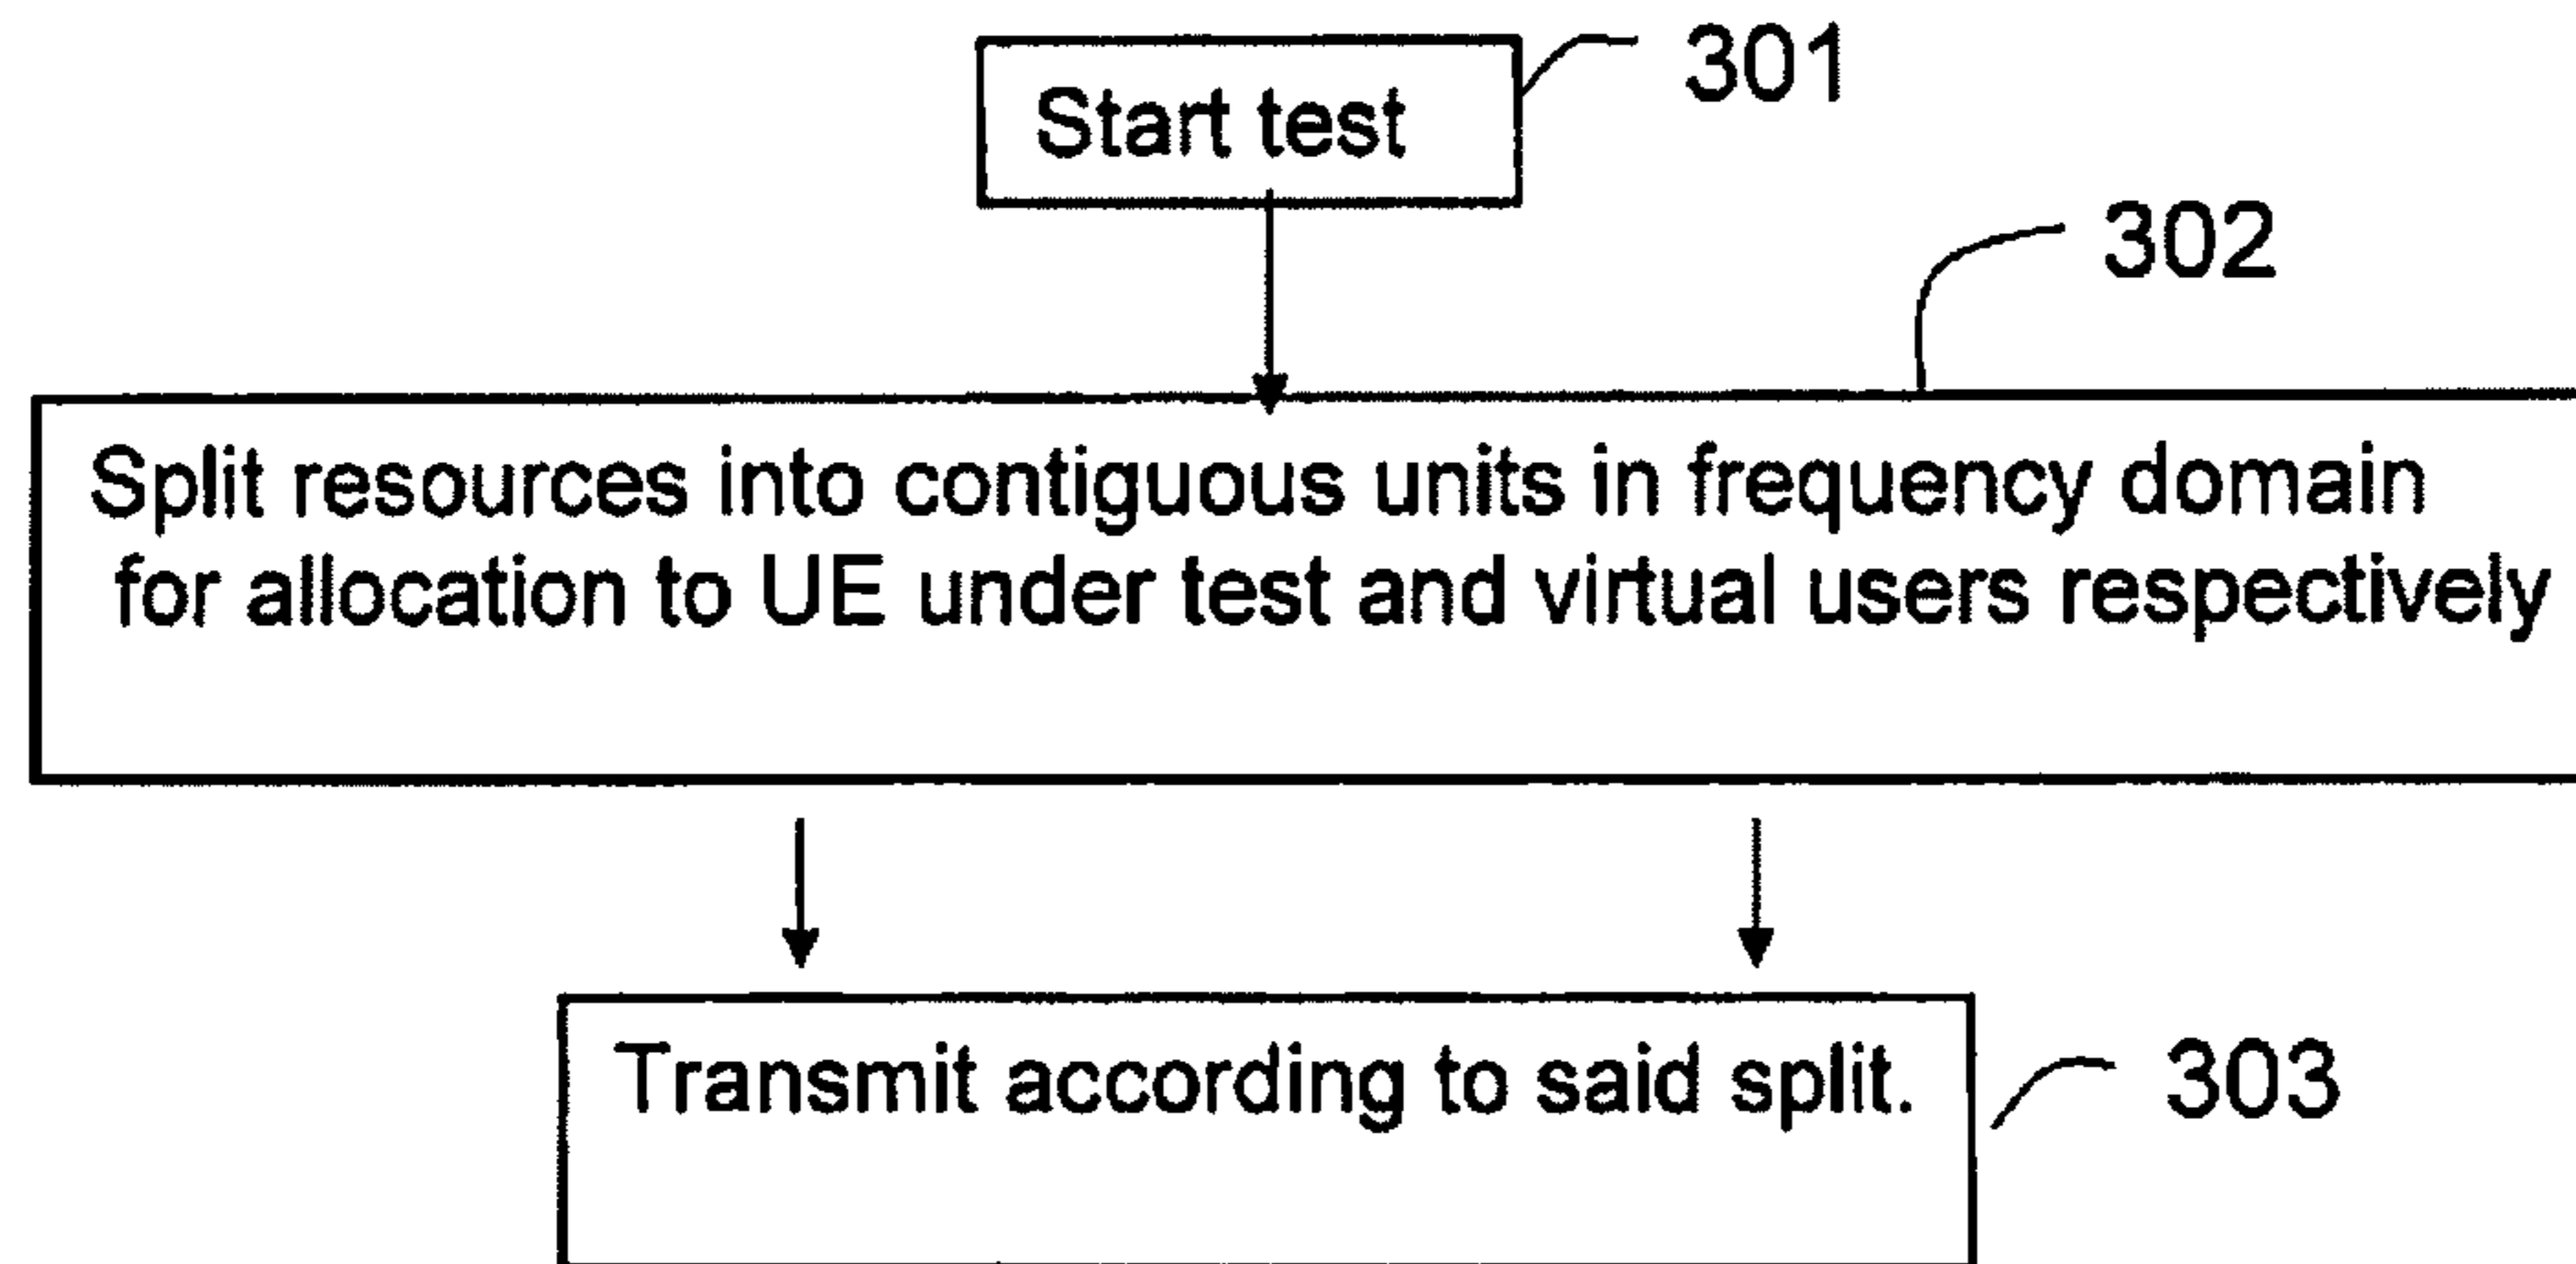 Start test
301
302
Split resources into contiguous units in frequency domain
for allocation to UE under test and virtual users respectively
Transmit according to said split.
303